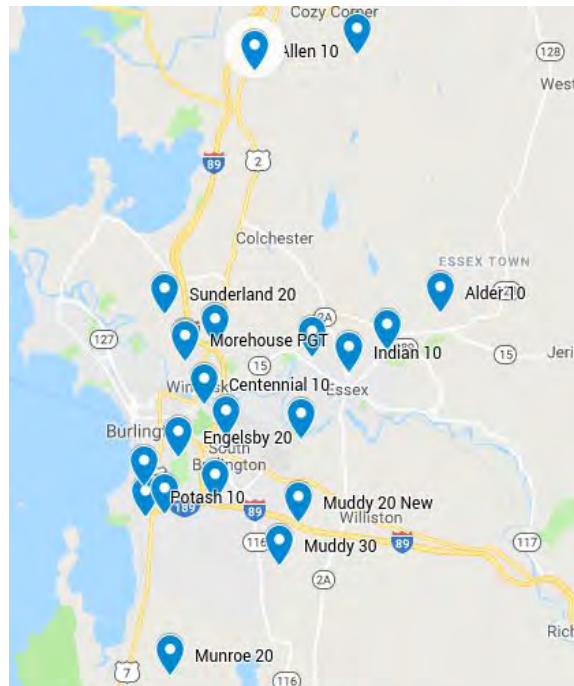 Cozy Corner
Allen 10
128
West
89
2
Colchester
ESSEX TOWN
Sunderland 20
Alder 10
2A
127
Morehouse PGT
Indian 10
15
15
Jeri
Centennial 10
Essex
Burlingt
Engelsby 20
South
Burlington
Potash 10
189
Muddy 20 New
Williston
89
116
Muddy 30
89
117
2A
Rich
Munroe 20
7
116